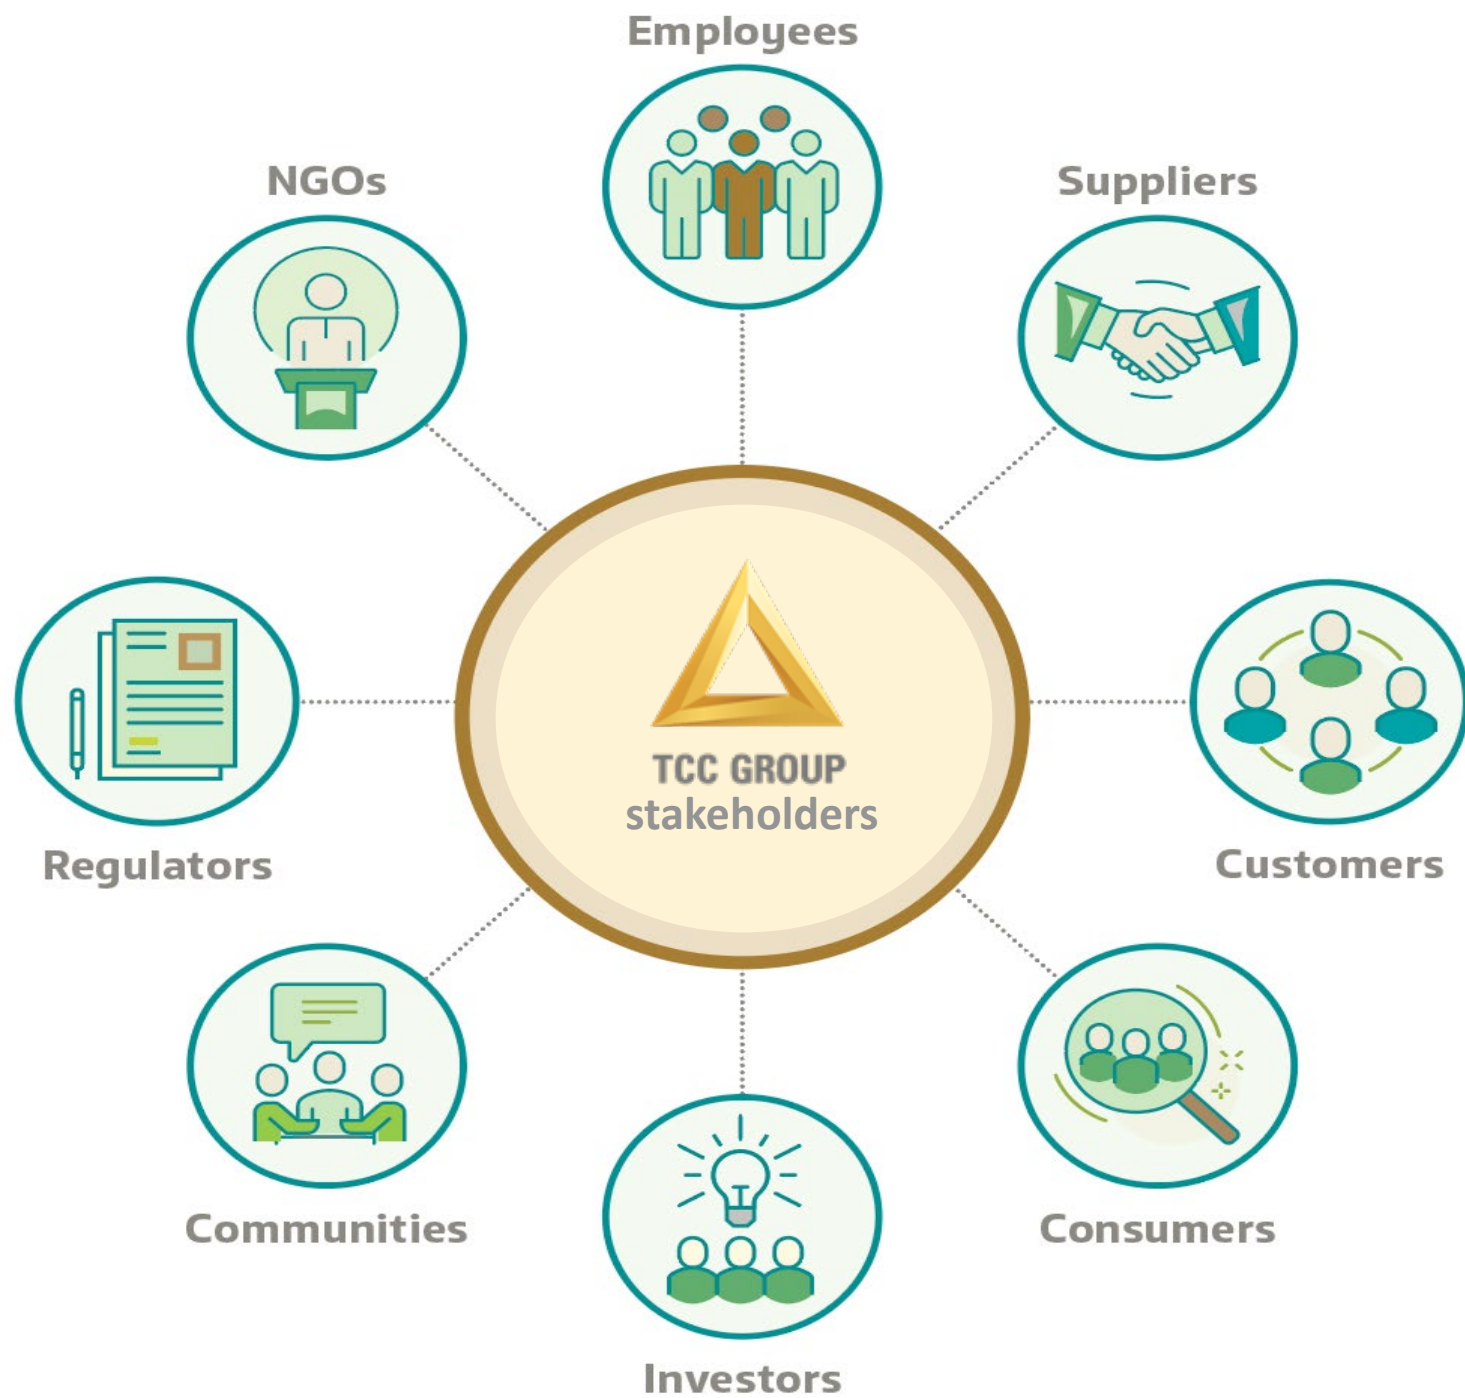 Employees
NGOs
Suppliers
TCC GROUP
stakeholders
Regulators
Customers
Communities
Consumers
Investors